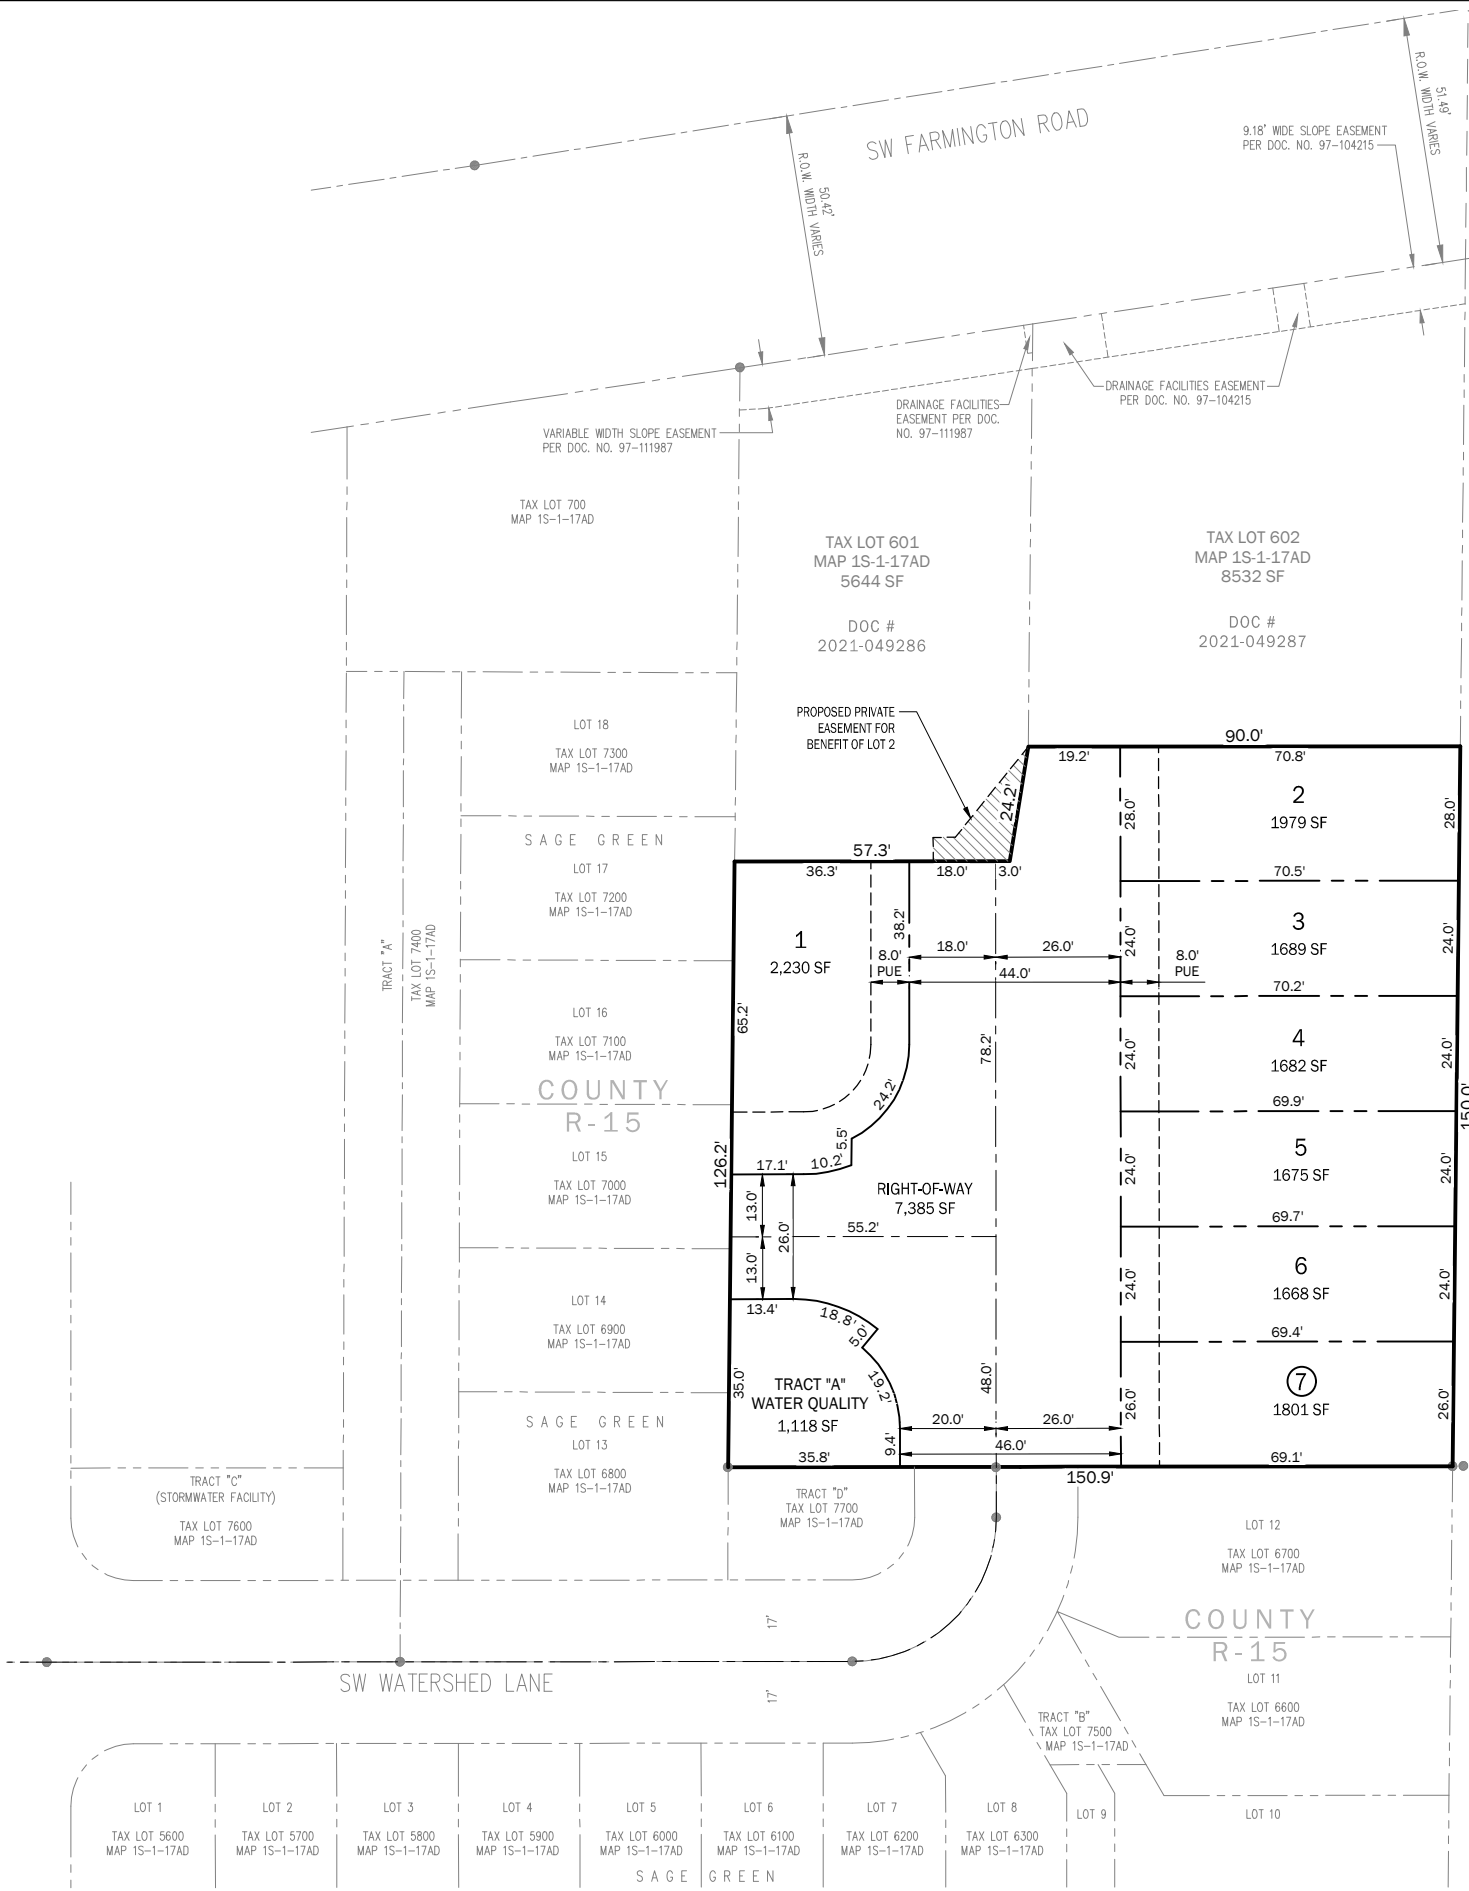 SW FARMINGTON ROAD
51.49'
R.O.W. WIDTH VARIES
9.18' WIDE SLOPE EASEMENT
PER DOC. NO. 97-104215
50.42'
R.O.W. WIDTH VARIES
DRAINAGE FACILITIES EASEMENT
PER DOC. NO. 97-104215
DRAINAGE FACILITIES
EASEMENT PER DOC.
NO. 97-111987
VARIABLE WIDTH SLOPE EASEMENT
PER DOC. NO. 97-111987
TAX LOT 700
MAP 1S-1-17AD
TAX LOT 601
MAP 1S-1-17AD
5644 SF
DOC #
2021-049286
TAX LOT 602
MAP 1S-1-17AD
8532 SF
DOC #
2021-049287
PROPOSED PRIVATE
EASEMENT FOR
BENEFIT OF LOT 2
LOT 18
TAX LOT 7300
MAP 1S-1-17AD
SAGE GREEN
LOT 17
TAX LOT 7200
MAP 1S-1-17AD
TRACT "A"
TAX LOT 7400
MAP 1S-1-17AD
LOT 16
TAX LOT 7100
MAP 1S-1-17AD
COUNTY
R-15
LOT 15
TAX LOT 7000
MAP 1S-1-17AD
LOT 14
TAX LOT 6900
MAP 1S-1-17AD
SAGE GREEN
LOT 13
TAX LOT 6800
MAP 1S-1-17AD
90.0'
19.2'
70.8'
24.2'
28.0'
2
1979 SF
28.0'
57.3'
36.3'
18.0'
3.0'
70.5'
1
2,230 SF
38.2'
18.0'
26.0'
24.0'
3
1689 SF
24.0'
8.0'
PUE
44.0'
8.0'
PUE
70.2'
65.2'
78.2'
24.0'
4
1682 SF
24.0'
24.2'
69.9'
150.0'
5.5'
126.2'
17.1'
10.2'
24.0'
5
1675 SF
24.0'
RIGHT-OF-WAY
7,385 SF
13.0'
26.0'
55.2'
69.7'
13.0'
24.0'
6
1668 SF
24.0'
13.4'
18.8'
5.0'
69.4'
35.0'
TRACT "A"
WATER QUALITY
1,118 SF
19.2'
48.0'
26.0'
7
1801 SF
26.0'
20.0'
26.0'
9.4'
46.0'
35.8'
69.1'
150.9'
TRACT "C"
(STORMWATER FACILITY)
TAX LOT 7600
MAP 1S-1-17AD
TRACT "D"
TAX LOT 7700
MAP 1S-1-17AD
LOT 12
TAX LOT 6700
MAP 1S-1-17AD
COUNTY
R-15
LOT 11
TAX LOT 6600
MAP 1S-1-17AD
17'
SW WATERSHED LANE
17'
TRACT "B"
TAX LOT 7500
MAP 1S-1-17AD
LOT 1
TAX LOT 5600
MAP 1S-1-17AD
LOT 2
TAX LOT 5700
MAP 1S-1-17AD
LOT 3
TAX LOT 5800
MAP 1S-1-17AD
LOT 4
TAX LOT 5900
MAP 1S-1-17AD
LOT 5
TAX LOT 6000
MAP 1S-1-17AD
LOT 6
TAX LOT 6100
MAP 1S-1-17AD
LOT 7
TAX LOT 6200
MAP 1S-1-17AD
LOT 8
TAX LOT 6300
MAP 1S-1-17AD
LOT 9
LOT 10
SAGE GREEN